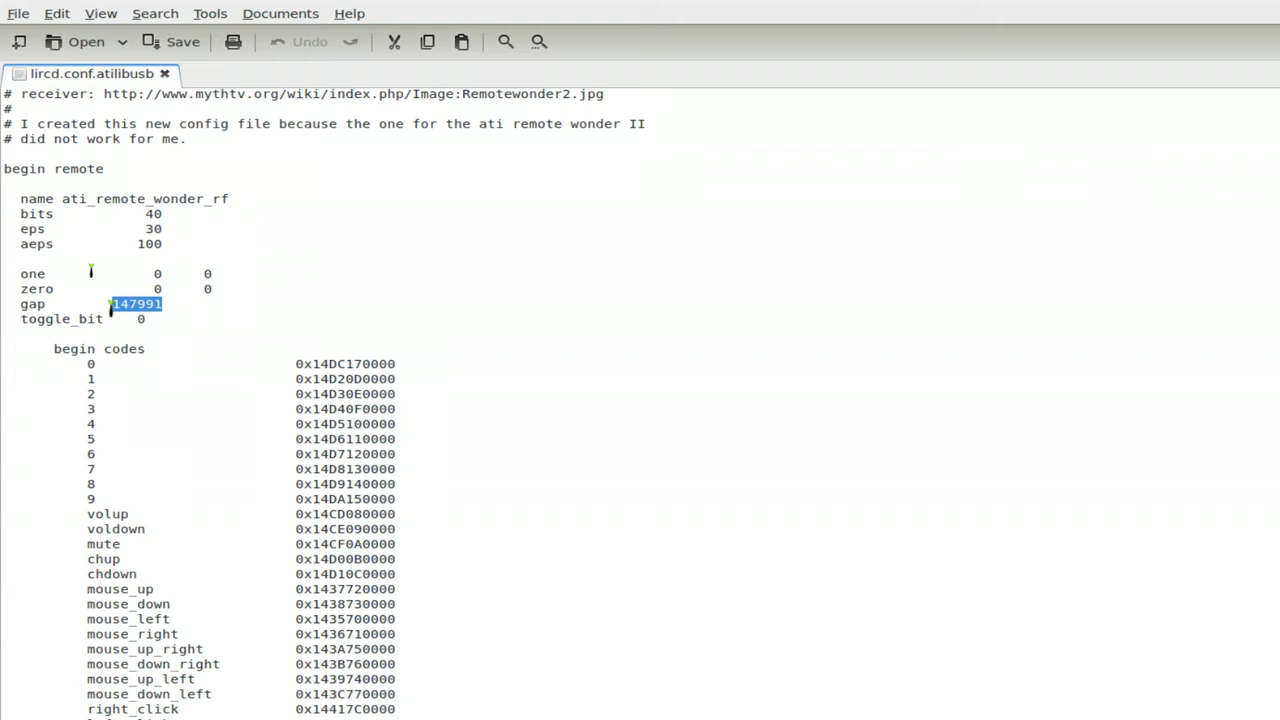 File Edit View Search Tools Documents Help
Open Save Undo
lircd.conf.atilibusb
# receiver: http://www.mythtv.org/wiki/index.php/Image:Remotewonder2.jpg
#
# I created this new config file because the one for the ati remote wonder II
# did not work for me.
begin remote
name ati_remote_wonder_rf
bits 40
eps 30
aeps 100
one 0 0
zero 0 0
gap 147991
toggle_bit 0
begin codes
0 0x14DC170000
1 0x14D20D0000
2 0x14D30E0000
3 0x14D40F0000
4 0x14D5100000
5 0x14D6110000
6 0x14D7120000
7 0x14D8130000
8 0x14D9140000
9 0x14DA150000
volup 0x14CD080000
voldown 0x14CE090000
mute 0x14CF0A0000
chup 0x14D00B0000
chdown 0x14D10C0000
mouse_up 0x1437720000
mouse_down 0x1438730000
mouse_left 0x1435700000
mouse_right 0x1436710000
mouse_up_right 0x143A750000
mouse_down_right 0x143B760000
mouse_up_left 0x1439740000
mouse_down_left 0x143C770000
right_click 0x14417C0000